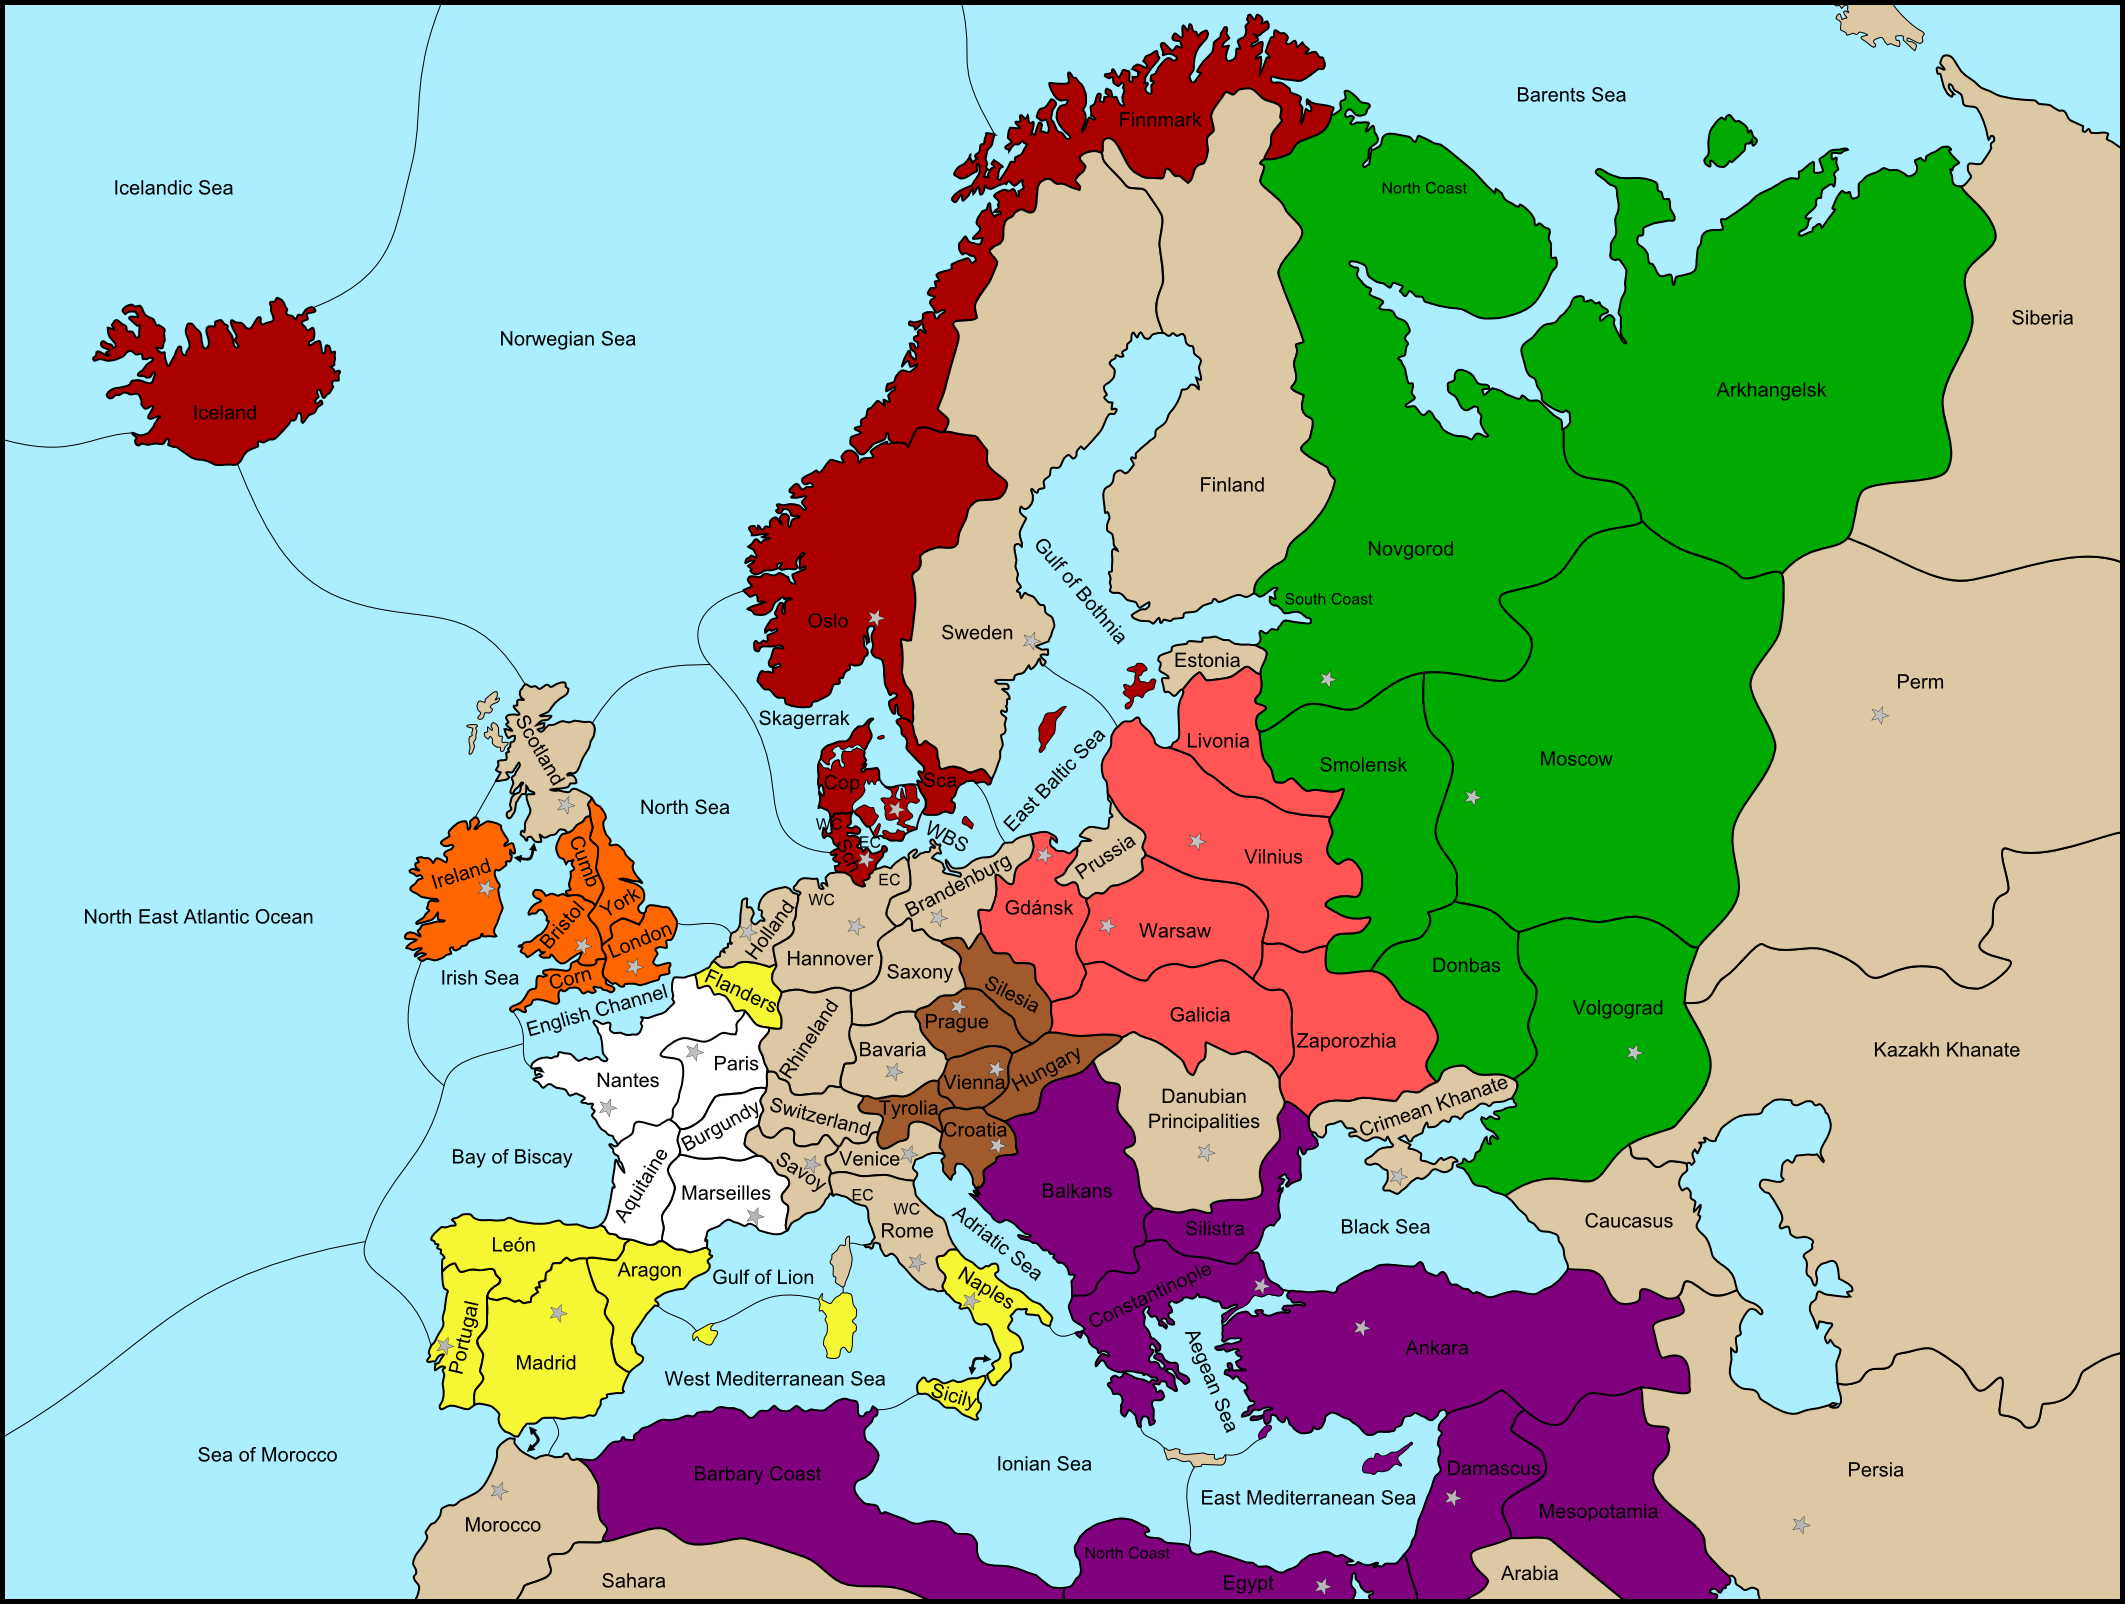 Barents Sea
Finnmark
Icelandic Sea
North Coast
Siberia
Norwegian Sea
Arkhangelsk
Iceland
Finland
Novgorod
Gulf of Bothnia
South Coast
Oslo
Sweden
Estonia
Perm
Skagerrak
Scotland
Livonia
Smolensk
Moscow
East Baltic Sea
Cop
Sca
North Sea
WC
EC
WBS
Sch
Cumb
Ireland
Prussia
Vilnius
Brandenburg
EC
WC
York
Gdánsk
North East Atlantic Ocean
Bristol
London
Holland
Warsaw
Hannover
Saxony
Donbas
Irish Sea
Corn
Flanders
Silesia
English Channel
Volgograd
Galicia
Prague
Rhineland
Zaporozhia
Bavaria
Kazakh Khanate
Paris
Nantes
Vienna
Hungary
Danubian
Principalities
Crimean Khanate
Tyrolia
Switzerland
Burgundy
Croatia
Bay of Biscay
Venice
Savoy
Aquitaine
Marseilles
EC
WC
Rome
Balkans
Adriatic Sea
Silistra
Black Sea
Caucasus
León
Aragon
Gulf of Lion
Naples
Constantinople
Portugal
Madrid
Aegean Sea
Ankara
West Mediterranean Sea
Sicily
Sea of Morocco
Barbary Coast
Ionian Sea
Damascus
Persia
East Mediterranean Sea
Mesopotamia
Morocco
North Coast
Sahara
Egypt
Arabia